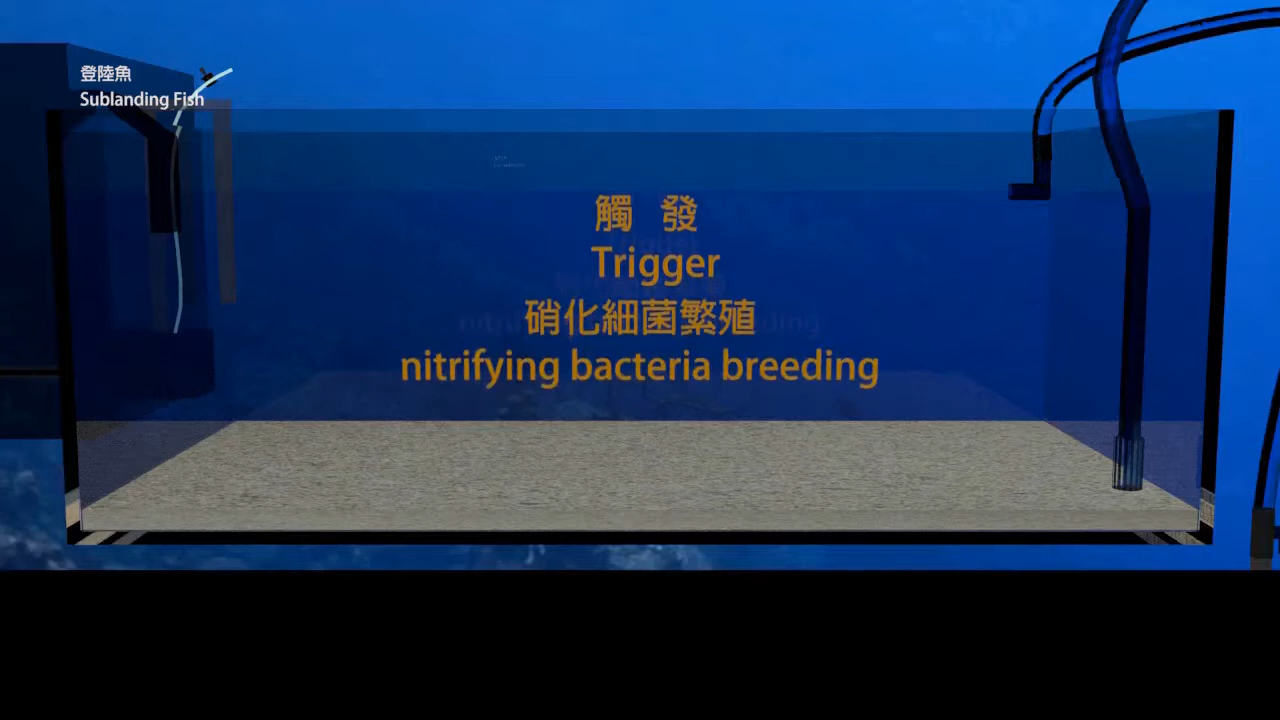 登陸魚
Sublanding Fish
觸 發
Trigger
硝化細菌繁殖
nitrifying bacteria breeding